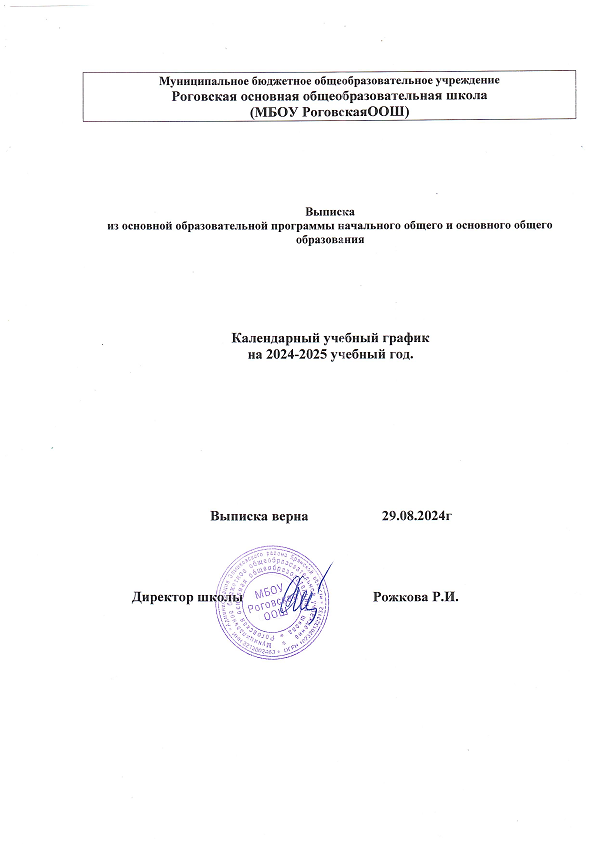 Муниципальное бюджетное общеобразовательное учреждение
Роговская основная общеобразовательная школа
(МБОУ РоговскаяООШ)
Выписка
из основной образовательной программы начального общего и основного общего
образования
Календарный учебный график
на 2024-2025 учебный год.
Выписка верна 29.08.2024г
Директор школы Рожкова Р.И.
МБОУ
Роговская
ООШ